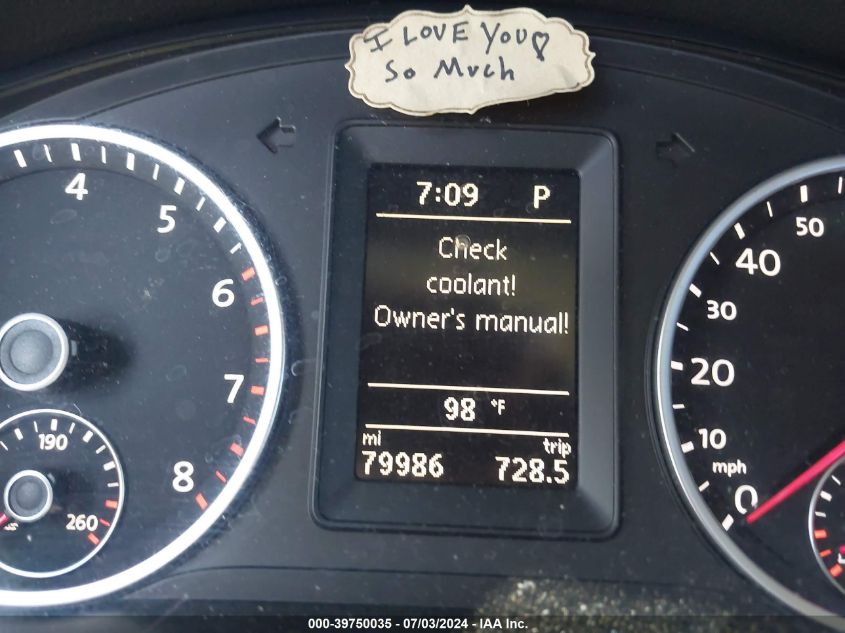 I LOVE YOU♡
So Much
7:09 P
Check
coolant!
Owner's manual!
98 °F
mi trip
79986 728.5
4
5
6
7
8
190
260
50
40
30
20
10
mph
0
000-39750035 - 07/03/2024 - IAA Inc.